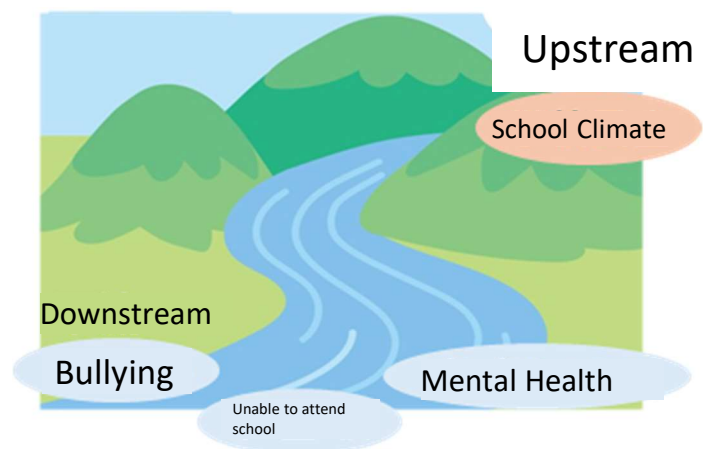 Upstream
School Climate
Downstream
Bullying
Mental Health
Unable to attend
school